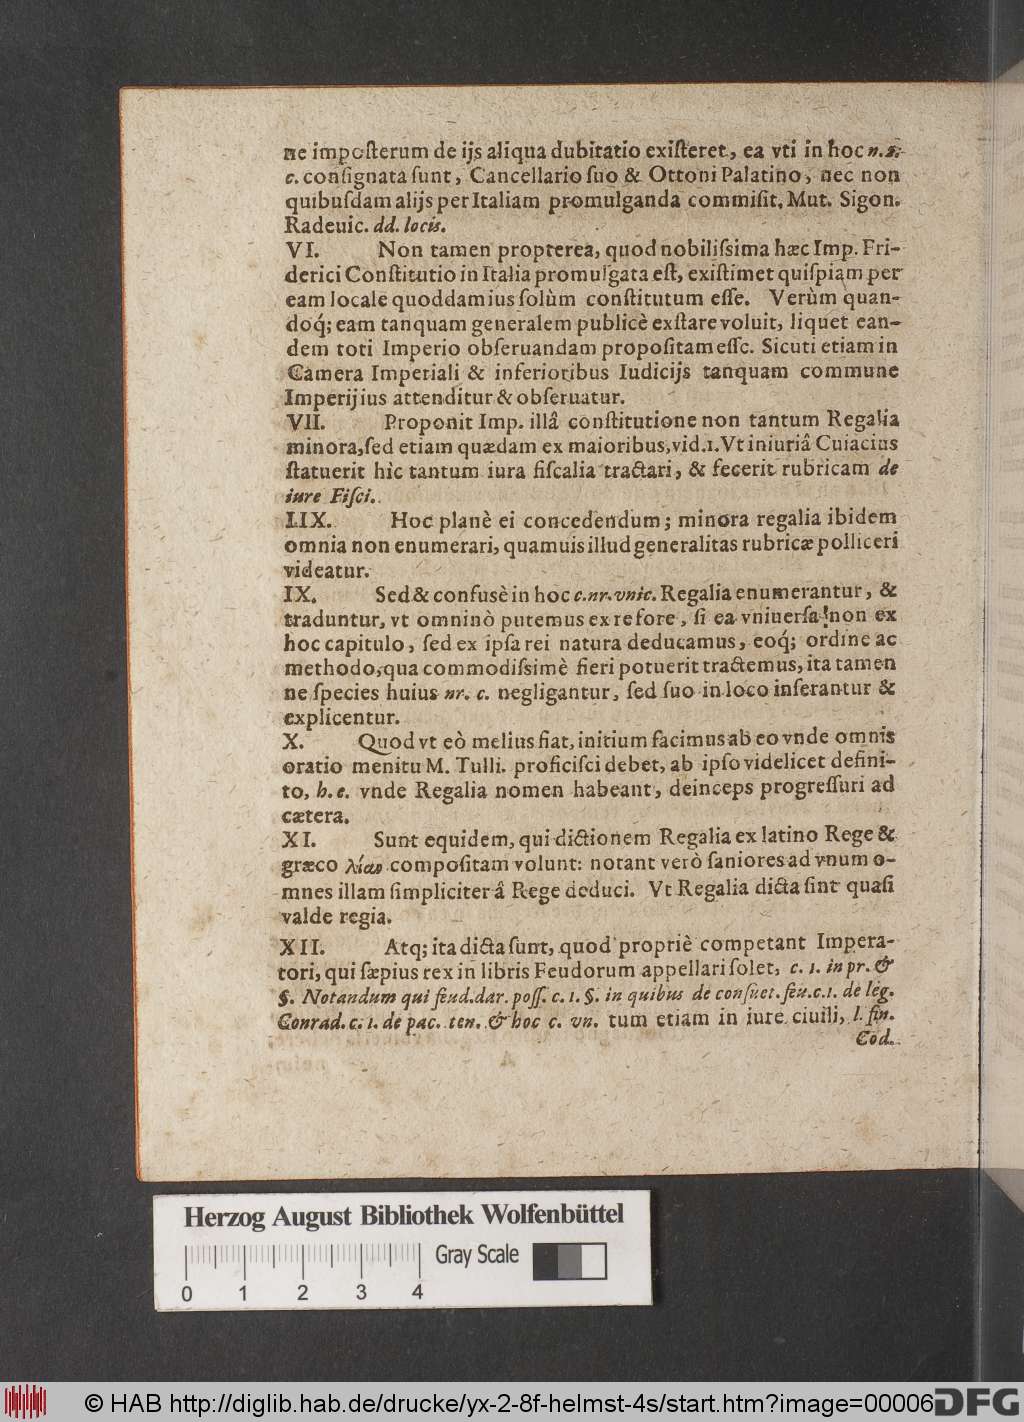 ne imposterum de ijs aliqua dubitatio existeret, ea vti in hoc n. s.
c. consignata sunt, Cancellario suo & Ottoni Palatino, nec non
quibusdam alijs per Italiam promulganda commisit. Mut. Sigon.
Radeuic. dd. locis.
VI. Non tamen propterea, quod nobilissima hæc Imp. Fri-
derici Constitutio in Italia promulgata est, existimet quispiam per
eam locale quoddam ius solùm constitutum esse. Verùm quan-
doq́; eam tanquam generalem publicè exstare voluit, liquet ean-
dem toti Imperio obseruandam propositam esse. Sicuti etiam in
Camera Imperiali & inferioribus Iudicijs tanquam commune
Imperij ius attenditur & obseruatur.
VII. Proponit Imp. illâ constitutione non tantum Regalia
minora, sed etiam quædam ex maioribus, vid. 1. Vt iniuriâ Cuiacius
statuerit hic tantum iura fiscalia tractari, & fecerit rubricam de
iure Fisci.
IIX. Hoc planè ei concedendum; minora regalia ibidem
omnia non enumerari, quamuis illud generalitas rubricæ polliceri
videatur.
IX. Sed & confusè in hoc c. nr. vnic. Regalia enumerantur, &
traduntur, vt omninò putemus ex re fore, si ea vniuersa non ex
hoc capitulo, sed ex ipsa rei natura deducamus, eoq́; ordine ac
methodo, qua commodissimè fieri potuerit tractemus, ita tamen
ne species huius nr. c. negligantur, sed suo in loco inserantur &
explicentur.
X. Quod vt eò melius fiat, initium facimus ab eo vnde omnis
oratio menitu M. Tulli. proficisci debet, ab ipso videlicet defini-
to, h. e. vnde Regalia nomen habeant, deinceps progressuri ad
cætera.
XI. Sunt equidem, qui dictionem Regalia ex latino Rege &
græco λίαν compositam volunt: notant verò saniores ad vnum o-
mnes illam simpliciter â Rege deduci. Vt Regalia dicta sint quasi
valde regia.
XII. Atq; ita dicta sunt, quod propriè competant Impera-
tori, qui sæpius rex in libris Feudorum appellari solet, c. 1. in pr. &
§. Notandum qui feud. dar. poss. c. 1. §. in quibus de consuet. feu. c. 1. de leg.
Conrad. c. 1. de pac. ten. & hoc c. vn. tum etiam in iure ciuili, l. fin.
Cod.
Herzog August Bibliothek Wolfenbüttel
Gray Scale
0 1 2 3 4
© HAB http://diglib.hab.de/drucke/yx-2-8f-helmst-4s/start.htm?image=00006
DFG